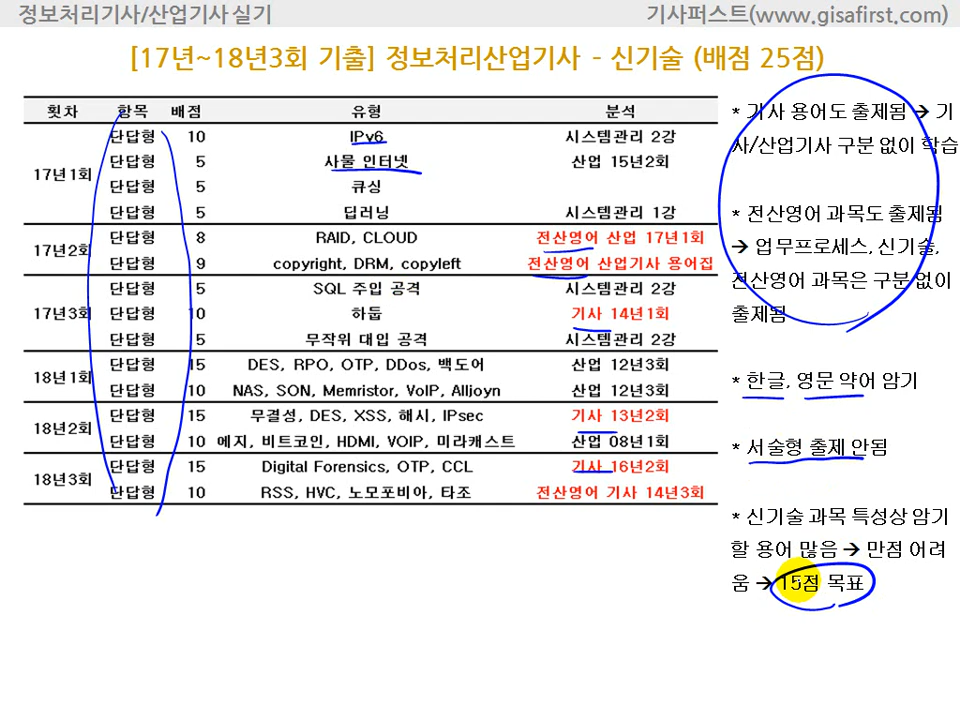 정보처리기사/산업기사 실기
기사퍼스트(www.gisafirst.com)
[17년~18년3회 기출] 정보처리산업기사 - 신기술 (배점 25점)
횟차 항목 배점 유형 분석
17년1회 단답형 10 IPv6 시스템관리 2강
단답형 5 사물 인터넷 산업 15년2회
단답형 5 큐싱
단답형 5 딥러닝 시스템관리 1강
17년2회 단답형 8 RAID, CLOUD 전산영어 산업 17년1회
단답형 9 copyright, DRM, copyleft 전산영어 산업기사 용어집
17년3회 단답형 5 SQL 주입 공격 시스템관리 2강
단답형 10 하둡 기사 14년1회
단답형 5 무작위 대입 공격 시스템관리 2강
18년1회 단답형 15 DES, RPO, OTP, DDos, 백도어 산업 12년3회
단답형 10 NAS, SON, Memristor, VoIP, Alljoyn 산업 12년3회
18년2회 단답형 15 무결성, DES, XSS, 해시, IPsec 기사 13년2회
단답형 10 에지, 비트코인, HDMI, VOIP, 미라캐스트 산업 08년1회
18년3회 단답형 15 Digital Forensics, OTP, CCL 기사 16년2회
단답형 10 RSS, HVC, 노모포비아, 타조 전산영어 기사 14년3회
* 기사 용어도 출제됨 → 기
사/산업기사 구분 없이 학습
* 전산영어 과목도 출제됨
→ 업무프로세스, 신기술,
전산영어 과목은 구분 없이
출제됨
* 한글, 영문 약어 암기
* 서술형 출제 안됨
* 신기술 과목 특성상 암기
할 용어 많음 → 만점 어려
움 → 15점 목표